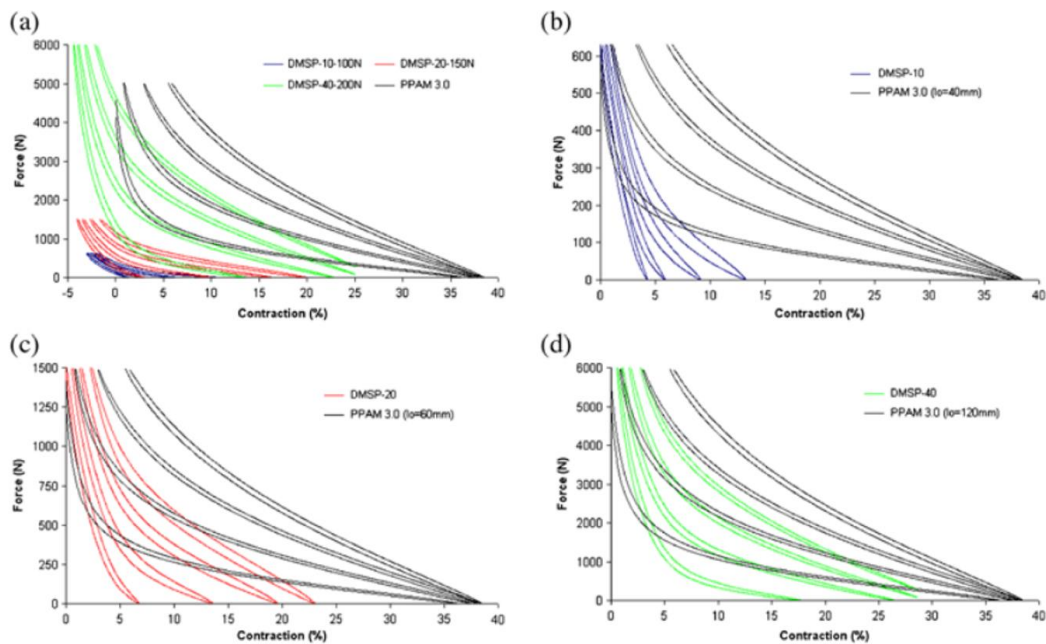 (a)
6000
5000
4000
3000
2000
1000
0
Force (N)
-5 0 5 10 15 20 25 30 35 40
Contraction (%)
DMSP-10-100N DMSP-20-150N
DMSP-40-200N PPAM 3.0
(b)
600
500
400
300
200
100
0
Force (N)
0 5 10 15 20 25 30 35 40
Contraction (%)
DMSP-10
PPAM 3.0 (lo=40mm)
(c)
1500
1250
1000
750
500
250
0
Force (N)
0 5 10 15 20 25 30 35 40
Contraction (%)
DMSP-20
PPAM 3.0 (lo=60mm)
(d)
6000
5000
4000
3000
2000
1000
0
Force (N)
0 5 10 15 20 25 30 35 40
Contraction (%)
DMSP-40
PPAM 3.0 (lo=120mm)